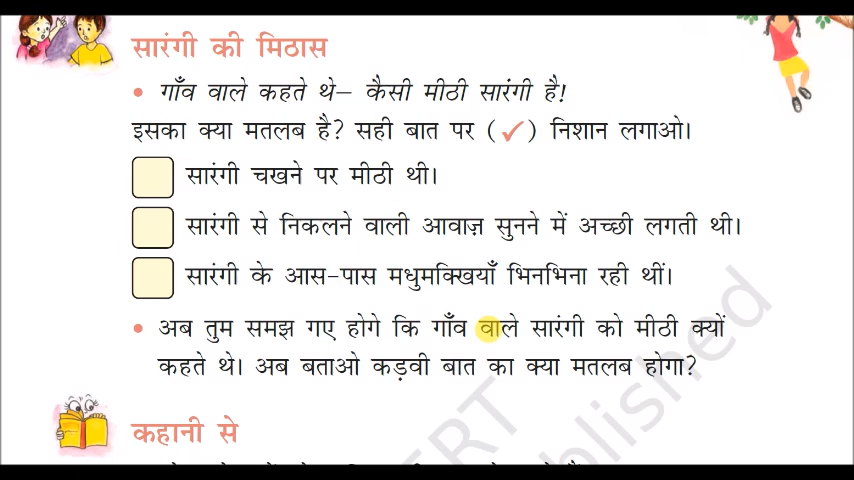 सारंगी की मिठास
• गाँव वाले कहते थे– कैसी मीठी सारंगी है!
इसका क्या मतलब है? सही बात पर (✓) निशान लगाओ।
सारंगी चखने पर मीठी थी।
सारंगी से निकलने वाली आवाज़ सुनने में अच्छी लगती थी।
सारंगी के आस-पास मधुमक्खियाँ भिनभिना रही थीं।
• अब तुम समझ गए होगे कि गाँव वाले सारंगी को मीठी क्यों
कहते थे। अब बताओ कड़वी बात का क्या मतलब होगा?
कहानी से